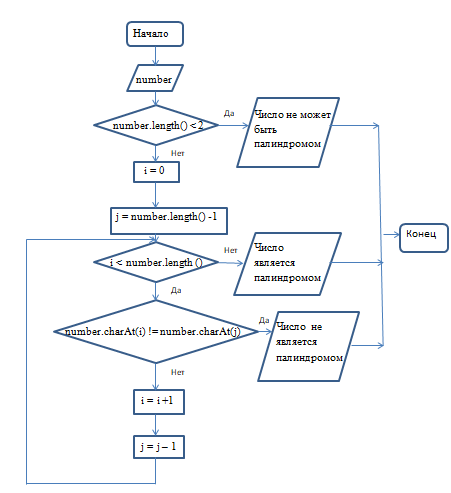 Начало
number
number.length() < 2
Да
Число не может
быть
палиндромом
Нет
i = 0
j = number.length() -1
Конец
i < number.length ()
Нет
Число
является
палиндромом
Да
number.charAt(i) != number.charAt(j)
Да
Число не
является
палиндромом
Нет
i = i +1
j = j – 1